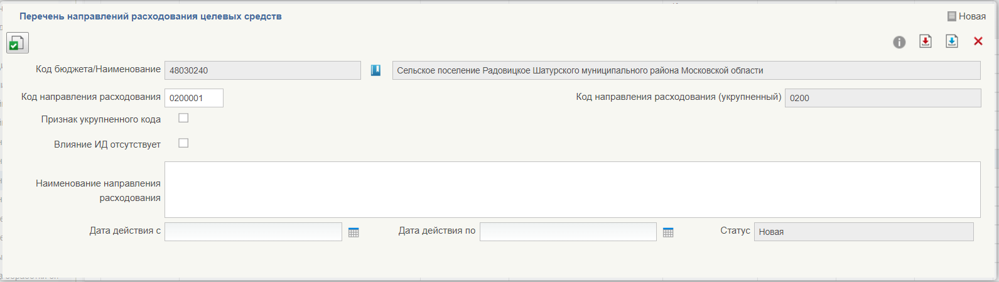 Перечень направлений расходования целевых средств
Новая
Код бюджета/Наименование 48030240 Сельское поселение Радовицкое Шатурского муниципального района Московской области
Код направления расходования 0200001 Код направления расходования (укрупненный) 0200
Признак укрупненного кода
Влияние ИД отсутствует
Наименование направления
расходования
Дата действия с Дата действия по Статус Новая